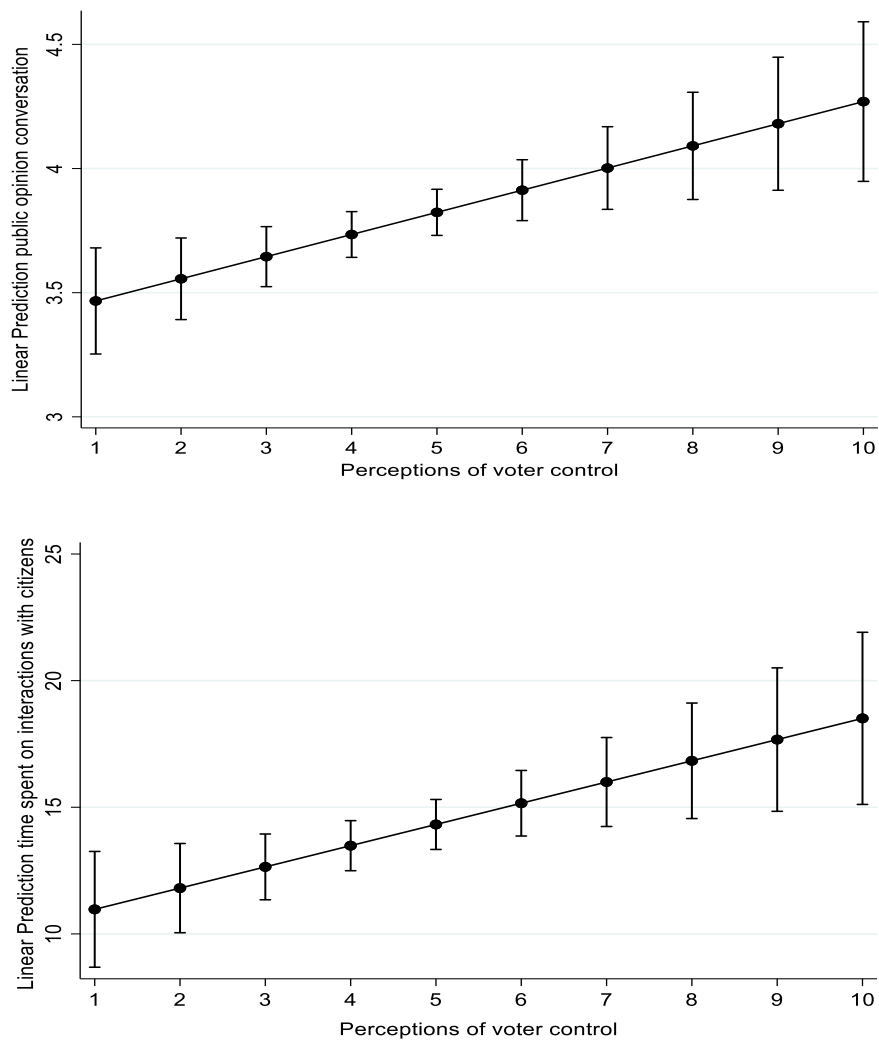 Linear Prediction public opinion conversation
4.5
4
3.5
3
1 2 3 4 5 6 7 8 9 10
Perceptions of voter control
Linear Prediction time spent on interactions with citizens
25
20
15
10
1 2 3 4 5 6 7 8 9 10
Perceptions of voter control